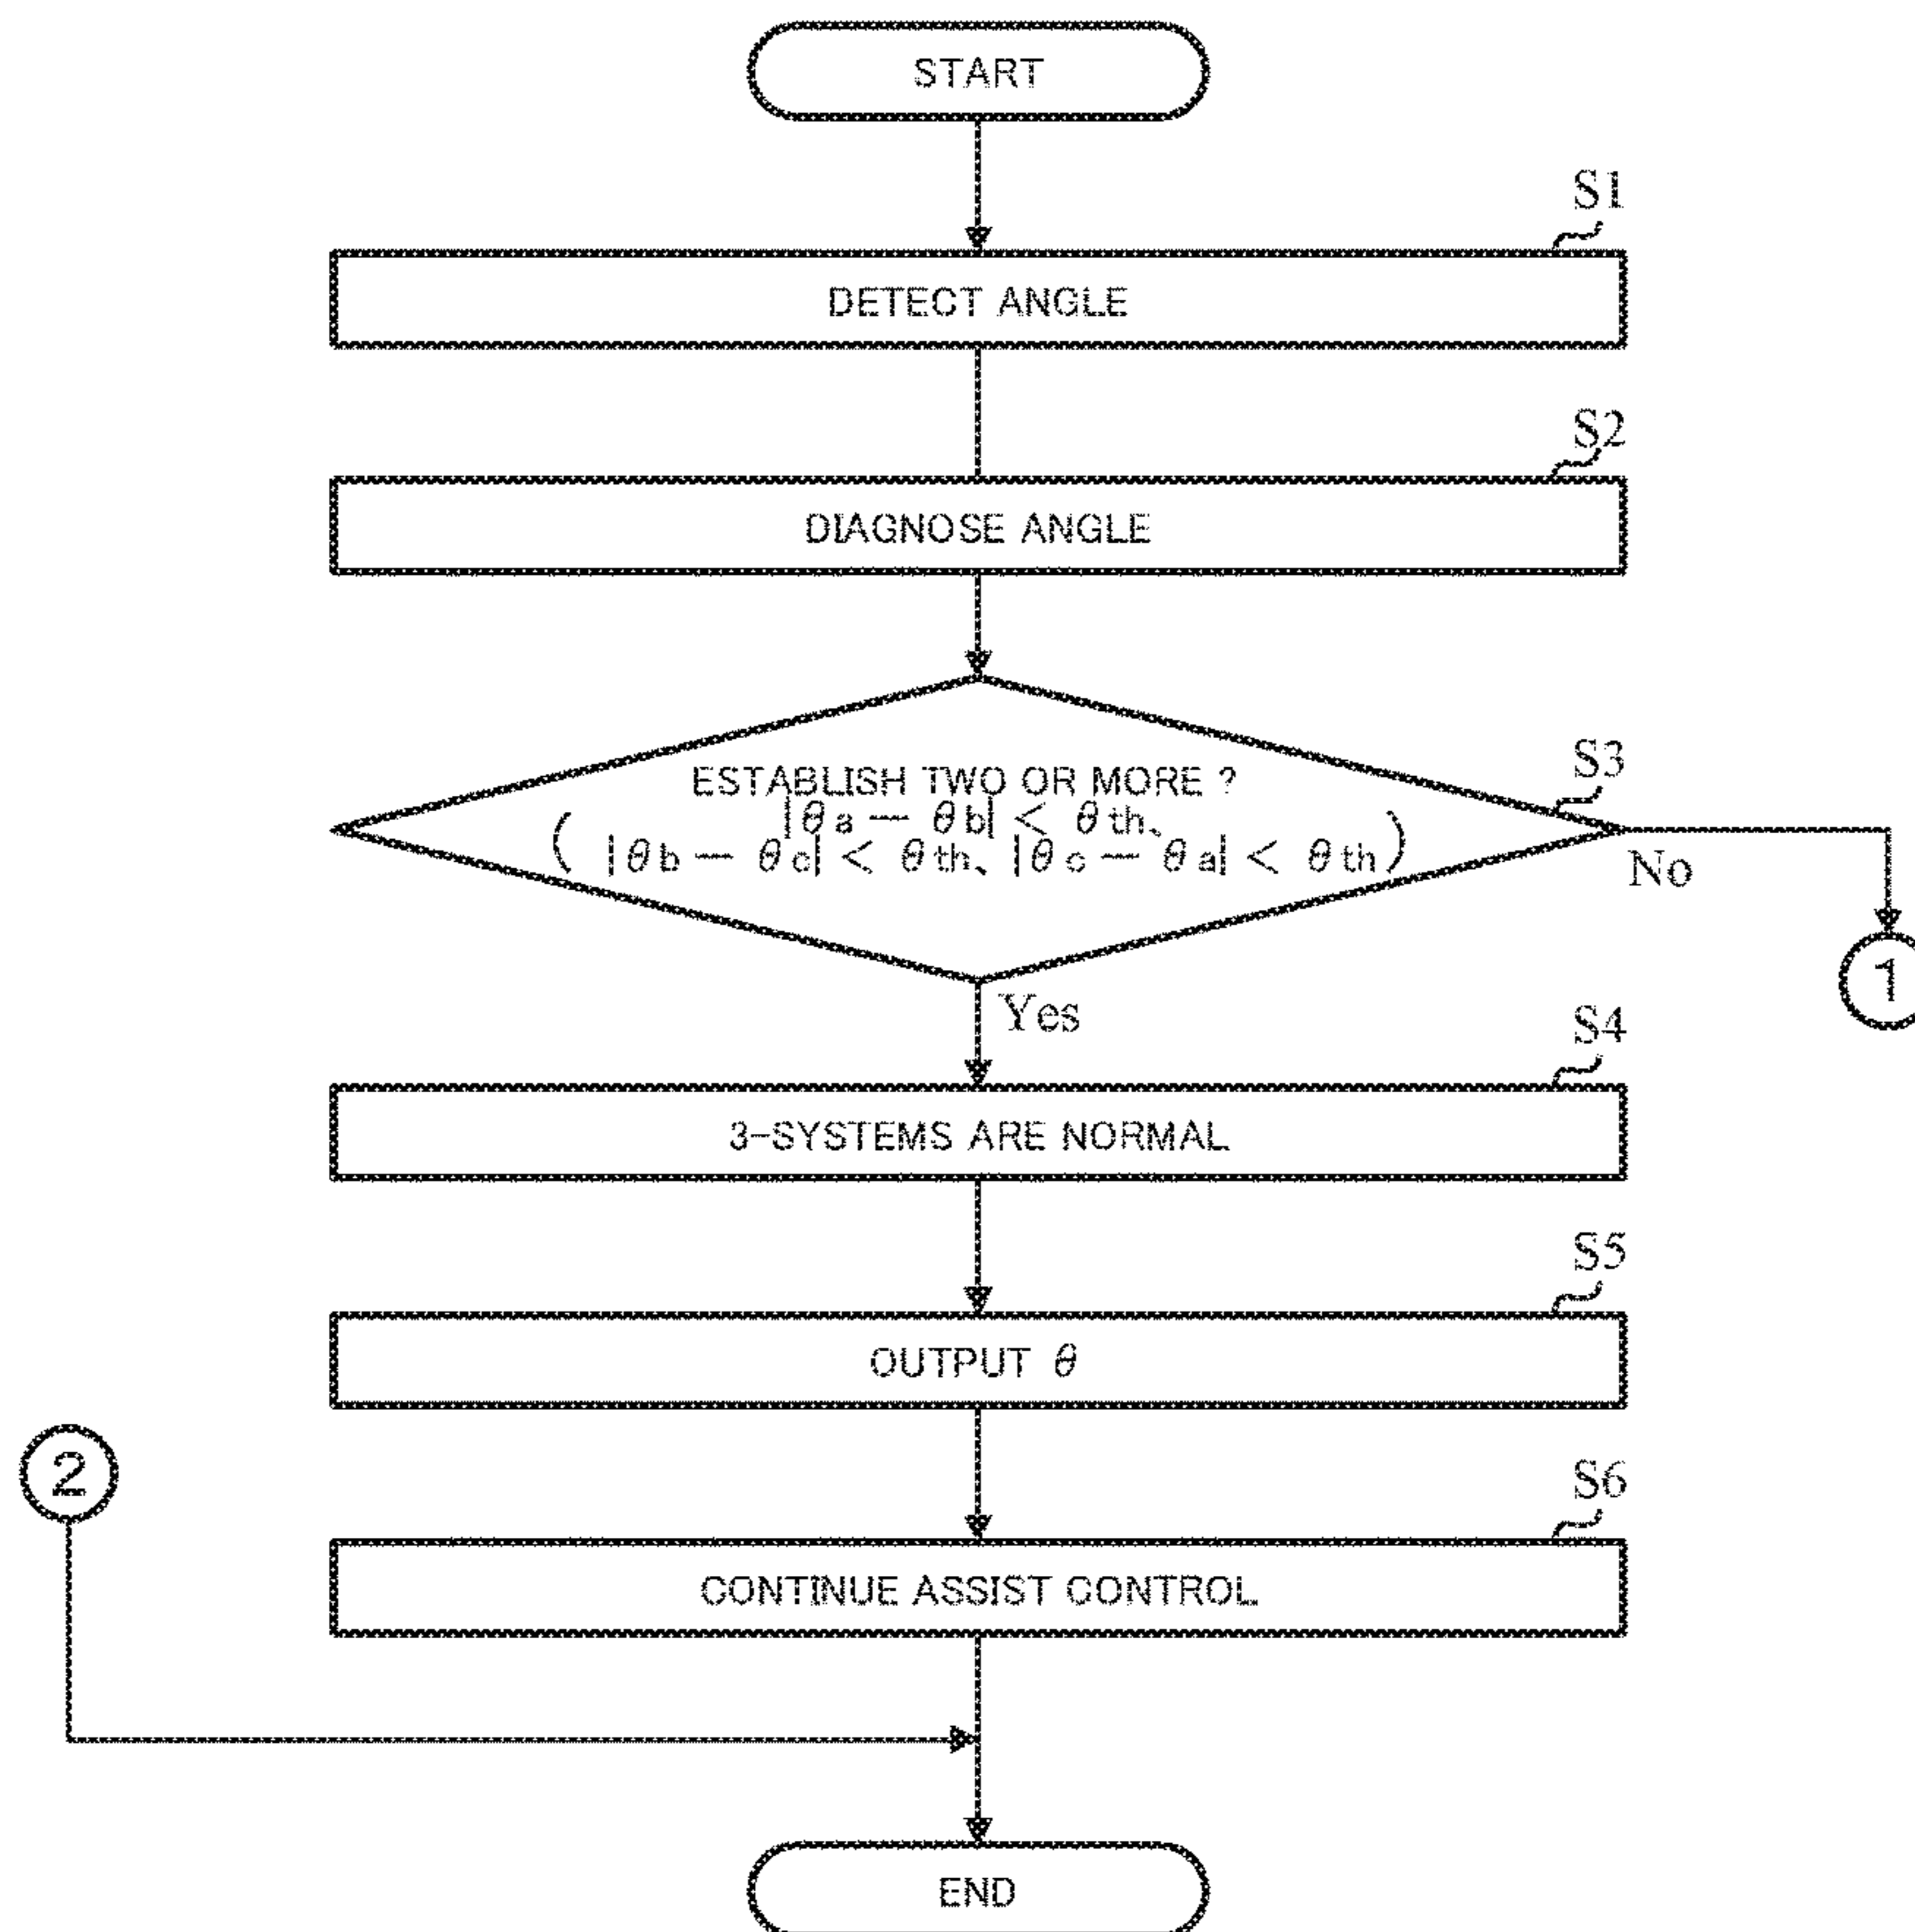 START
S1
DETECT ANGLE
S2
DIAGNOSE ANGLE
S3
ESTABLISH TWO OR MORE ?
|θa − θb| < θth、
( |θb − θc| < θth、|θc − θa| < θth )
No
1
Yes
S4
3-SYSTEMS ARE NORMAL
S5
OUTPUT θ
2
S6
CONTINUE ASSIST CONTROL
END